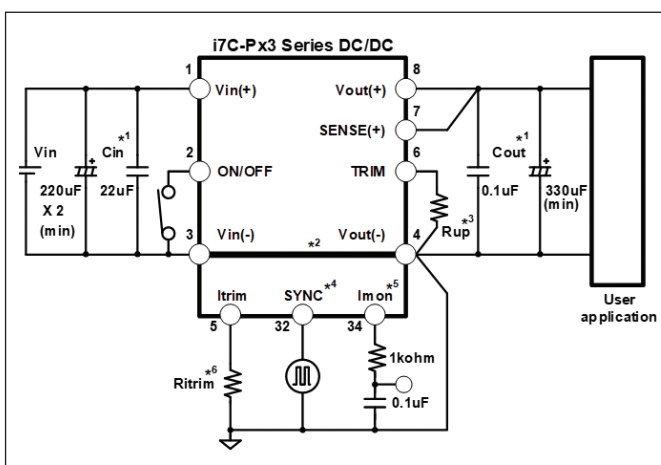 i7C-Px3 Series DC/DC
1
8
Vin(+)
Vout(+)
7
SENSE(+)
Vin
Cin *1
2
6
Cout *1
ON/OFF
TRIM
220uF
X 2
(min)
22uF
0.1uF
330uF
(min)
Rup *3
3
Vin(-)
*2
Vout(-)
4
Itrim
SYNC *4
Imon *5
5
32
34
User
application
1kohm
Ritrim *6
0.1uF